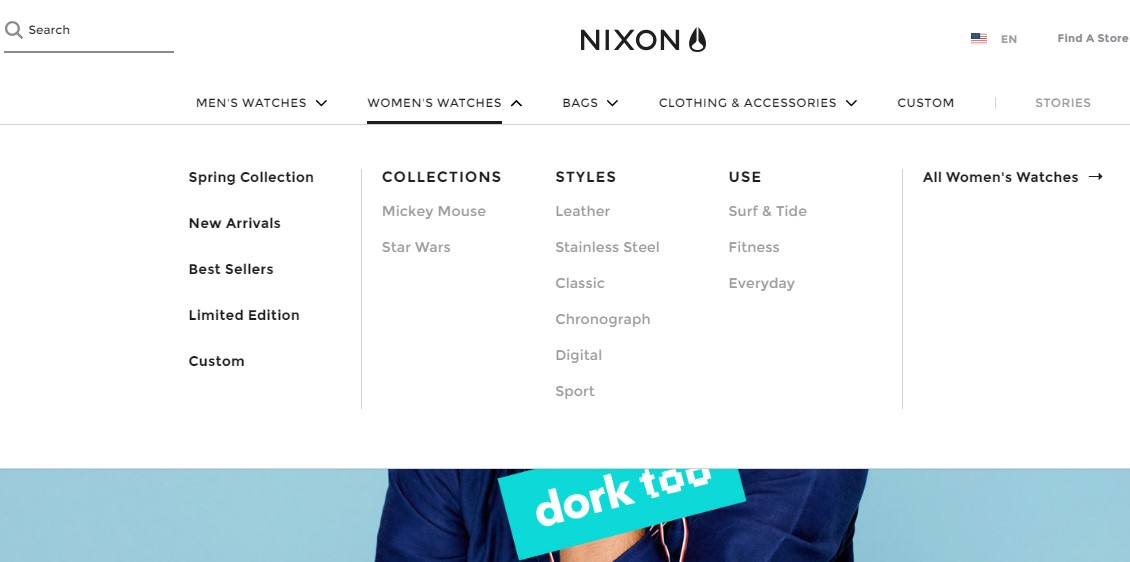 Search
NIXON
EN
Find A Store
MEN'S WATCHES
WOMEN'S WATCHES
BAGS
CLOTHING & ACCESSORIES
CUSTOM
STORIES
Spring Collection
New Arrivals
Best Sellers
Limited Edition
Custom
COLLECTIONS
Mickey Mouse
Star Wars
STYLES
Leather
Stainless Steel
Classic
Chronograph
Digital
Sport
USE
Surf & Tide
Fitness
Everyday
All Women's Watches →
dork too